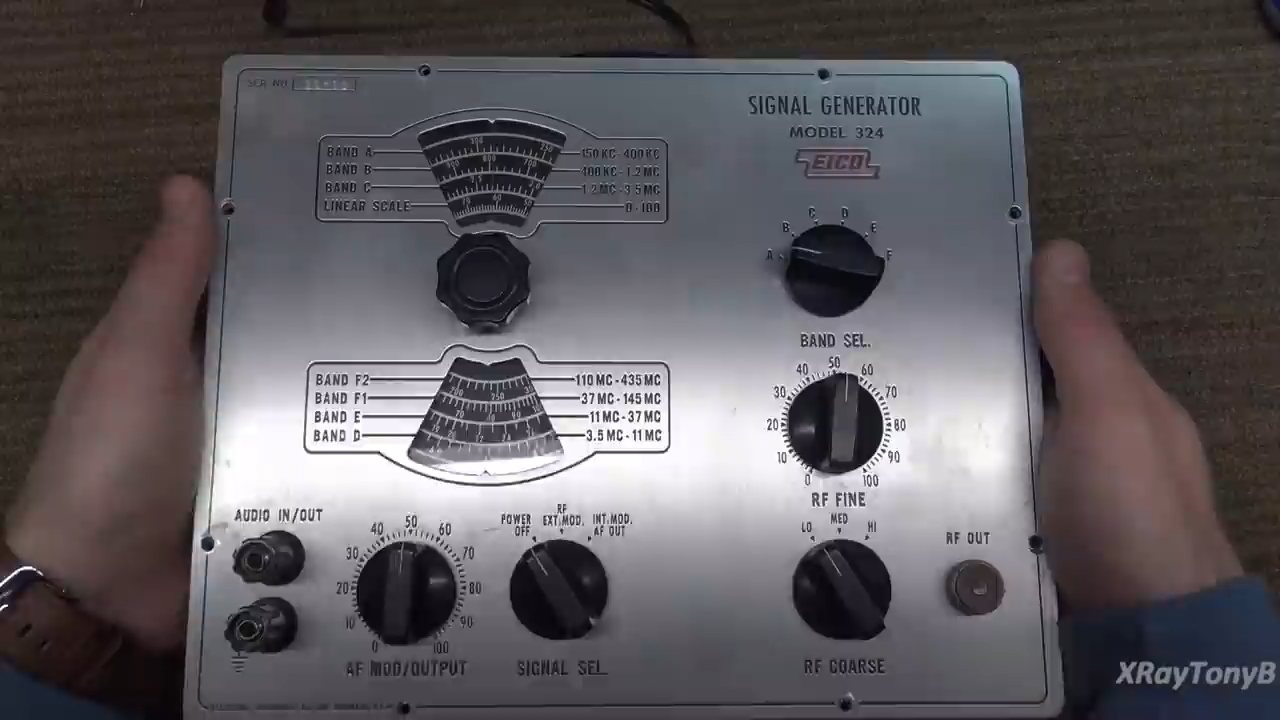 SER NO
SIGNAL GENERATOR
MODEL 324
EICO
BAND A 150 KC - 400 KC
BAND B 400 KC - 1.2 MC
BAND C 1.2 MC - 3.5 MC
LINEAR SCALE 0-100
A B C D E F
BAND SEL.
BAND F2 110 MC - 435 MC
BAND F1 37 MC - 145 MC
BAND E 11 MC - 37 MC
BAND D 3.5 MC - 11 MC
250
0 10 20 30 40 50 60 70 80 90 100
RF FINE
AUDIO IN/OUT
0 10 20 30 40 50 60 70 80 90 100
AF MOD/OUTPUT
POWER OFF
RF EXT.MOD.
INT.MOD. AF OUT
SIGNAL SEL.
LO MED HI
RF COARSE
RF OUT
XRayTonyB